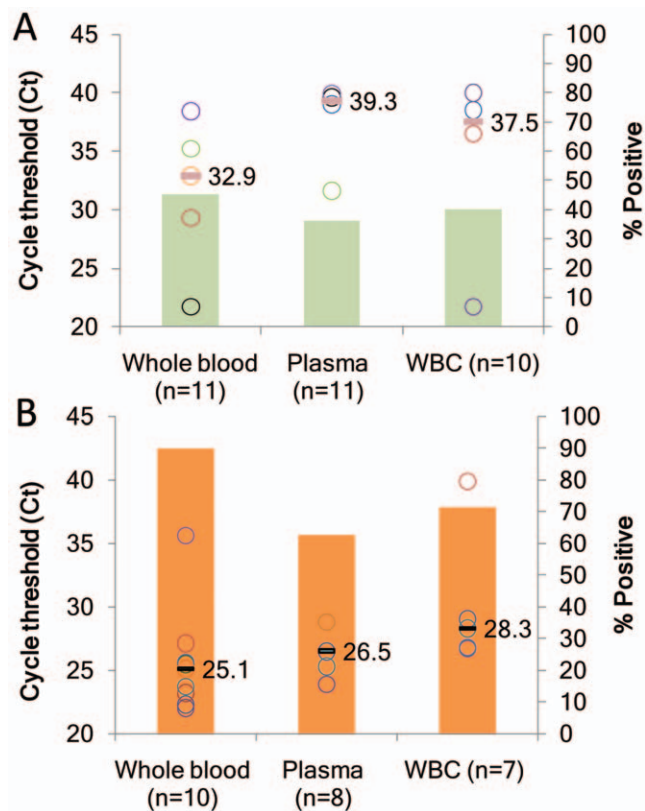 A
Cycle threshold (Ct)
45
40
35
30
25
20
32.9
39.3
37.5
100
90
80
70
60
50
40
30
20
10
0
% Positive
Whole blood
(n=11)
Plasma
(n=11)
WBC (n=10)
B
Cycle threshold (Ct)
45
40
35
30
25
20
25.1
26.5
28.3
100
90
80
70
60
50
40
30
20
10
0
% Positive
Whole blood
(n=10)
Plasma
(n=8)
WBC (n=7)